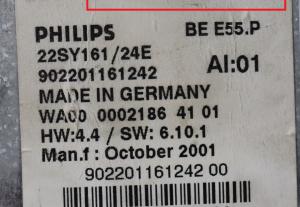 PHILIPS BE E55.P
22SY161/24E
902201161242 AI:01
MADE IN GERMANY
WA00 0002186 41 01
HW:4.4 / SW: 6.10.1
Man.f : October 2001
902201161242 00